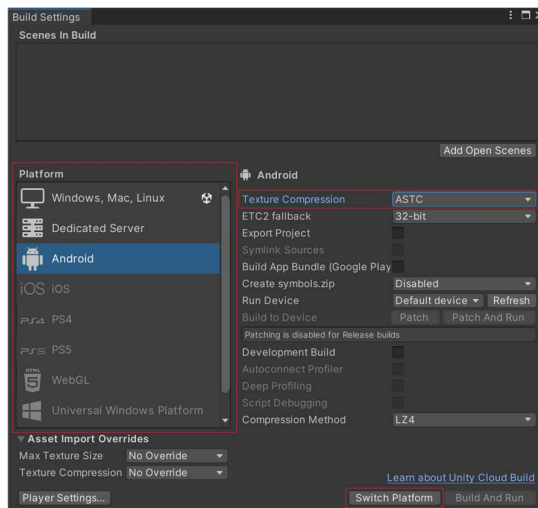 Build Settings
Scenes In Build
Add Open Scenes
Platform
Windows, Mac, Linux
Dedicated Server
Android
iOS iOS
PS4 PS4
PS5 PS5
HTML 5 WebGL
Universal Windows Platform
Android
Texture Compression ASTC
ETC2 fallback 32-bit
Export Project
Symlink Sources
Build App Bundle (Google Play
Create symbols.zip Disabled
Run Device Default device Refresh
Build to Device Patch Patch And Run
Patching is disabled for Release builds
Development Build
Autoconnect Profiler
Deep Profiling
Script Debugging
Compression Method LZ4
Asset Import Overrides
Max Texture Size No Override
Texture Compression No Override
Learn about Unity Cloud Build
Player Settings... Switch Platform Build And Run